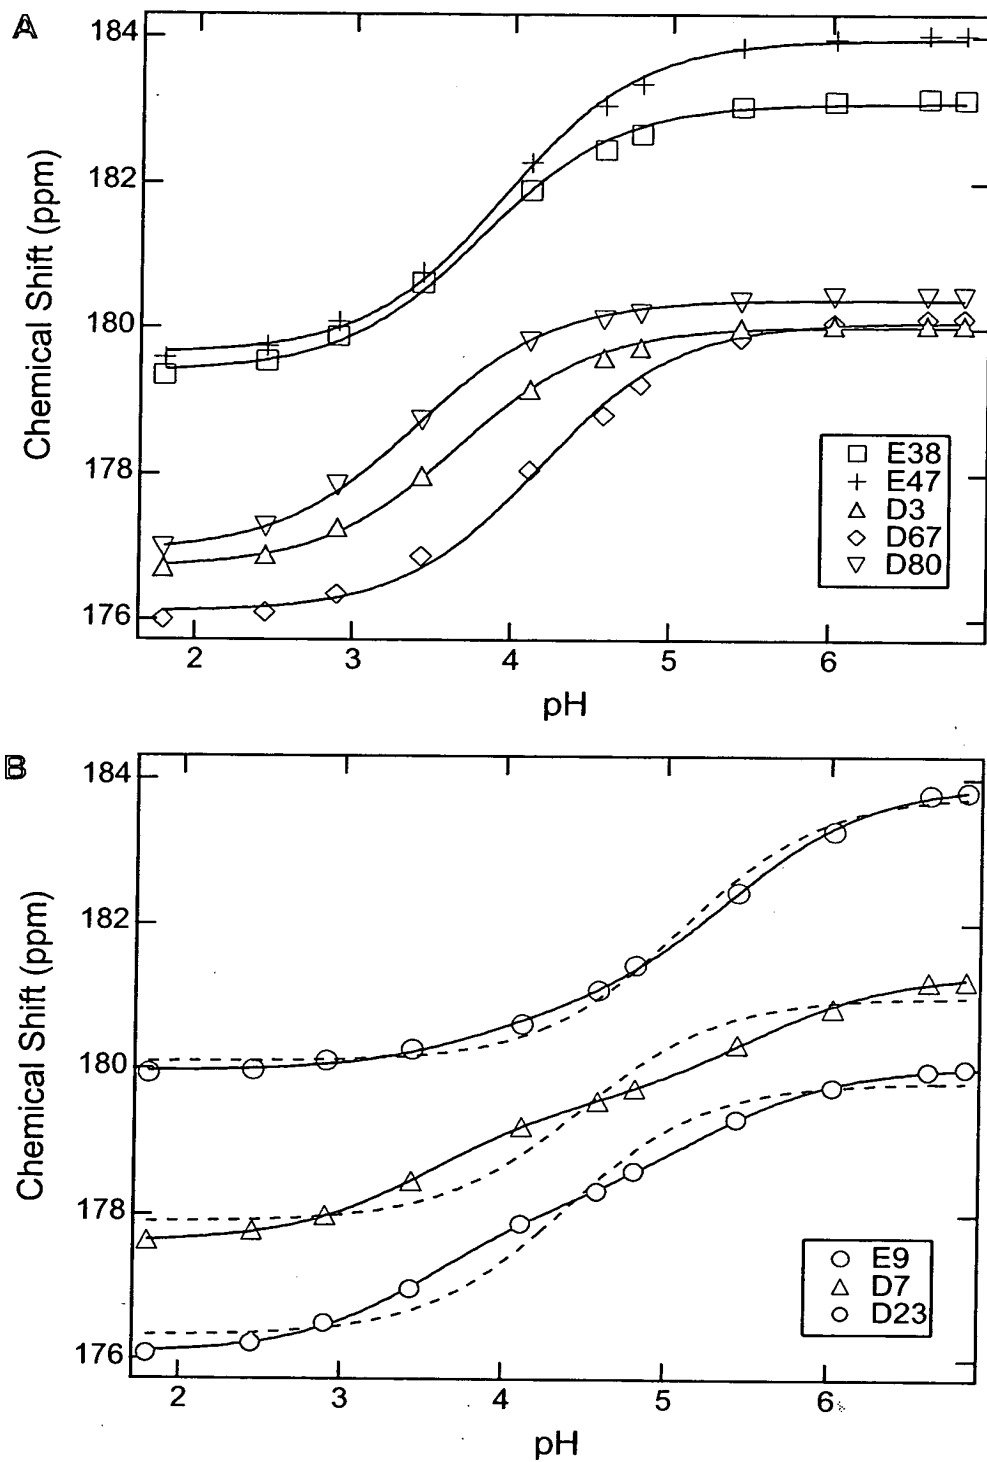 A
184
182
180
178
176
Chemical Shift (ppm)
E38
E47
D3
D67
D80
2 3 4 5 6
pH
B
184
182
180
178
176
Chemical Shift (ppm)
E9
D7
D23
2 3 4 5 6
pH